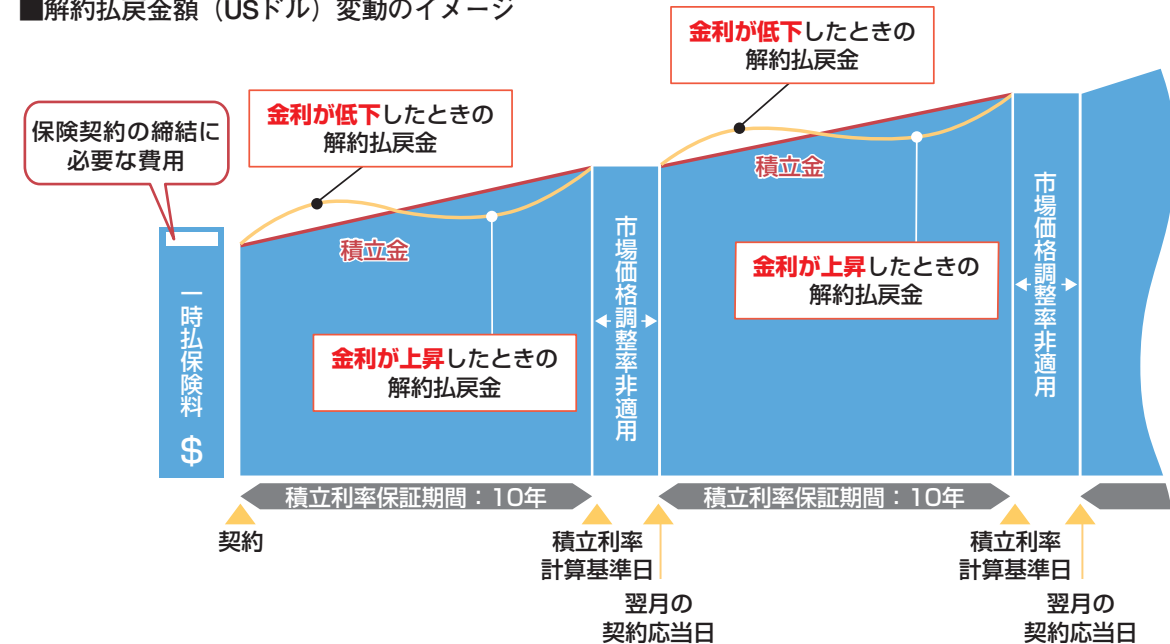 ■解約払戻金額（USドル）変動のイメージ
金利が低下したときの
解約払戻金
金利が低下したときの
解約払戻金
保険契約の締結に
必要な費用
積立金
積立金
市場価格調整率非適用
市場価格調整率非適用
金利が上昇したときの
解約払戻金
金利が上昇したときの
解約払戻金
一時払保険料
$
積立利率保証期間：10年
積立利率保証期間：10年
契約
積立利率
計算基準日
積立利率
計算基準日
翌月の
契約応当日
翌月の
契約応当日